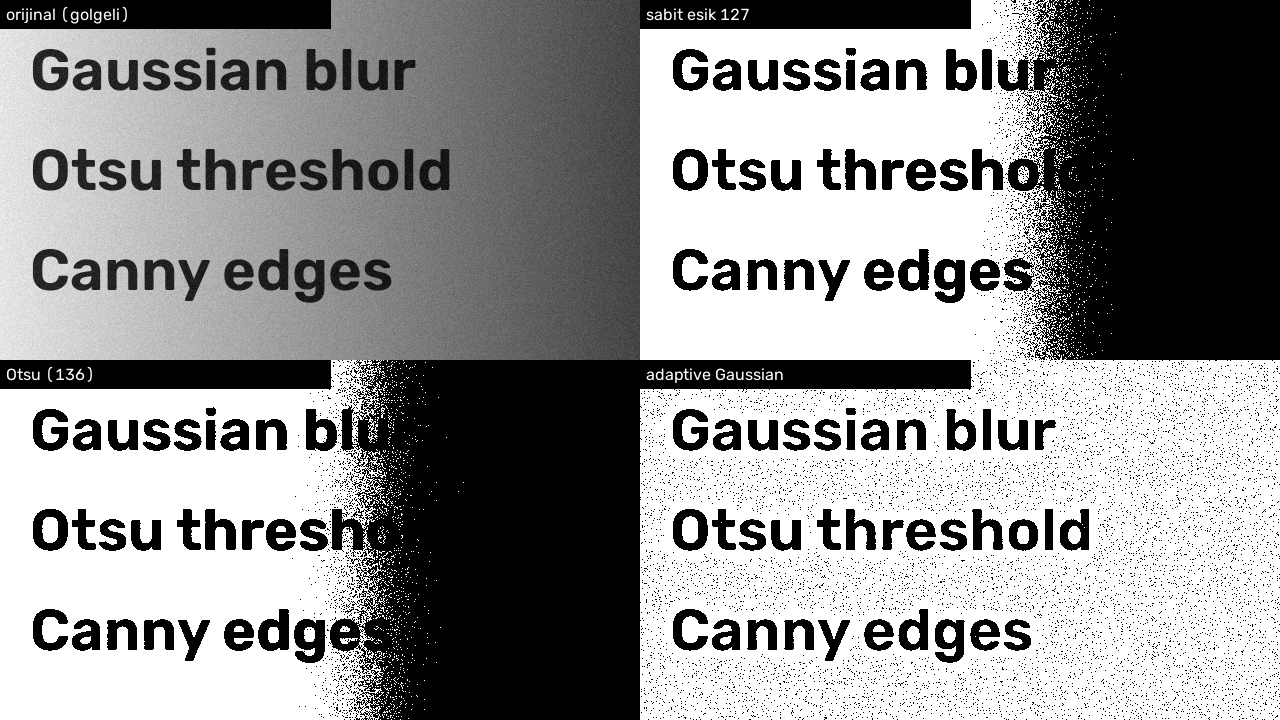 orijinal (golgeli)
Gaussian blur
Otsu threshold
Canny edges
sabit esik 127
Gaussian blur
Otsu threshold
Canny edges
Otsu (136)
Gaussian blu
Otsu thresho
Canny edges
adaptive Gaussian
Gaussian blur
Otsu threshold
Canny edges